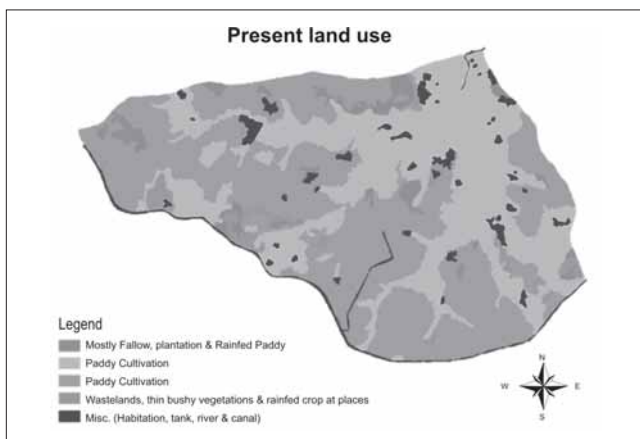 Present land use
Legend
Mostly Fallow, plantation & Rainfed Paddy
Paddy Cultivation
Paddy Cultivation
Wastelands, thin bushy vegetations & rainfed crop at places
Misc. (Habitation, tank, river & canal)
N
W E
S